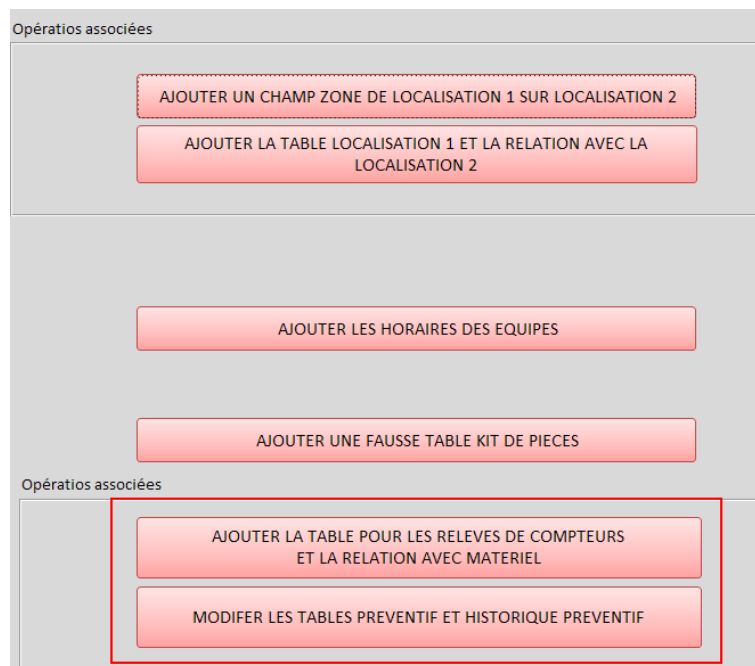 Opératios associées
AJOUTER UN CHAMP ZONE DE LOCALISATION 1 SUR LOCALISATION 2
AJOUTER LA TABLE LOCALISATION 1 ET LA RELATION AVEC LA
LOCALISATION 2
AJOUTER LES HORAIRES DES EQUIPES
AJOUTER UNE FAUSSE TABLE KIT DE PIECES
Opératios associées
AJOUTER LA TABLE POUR LES RELEVES DE COMPTEURS
ET LA RELATION AVEC MATERIEL
MODIFER LES TABLES PREVENTIF ET HISTORIQUE PREVENTIF